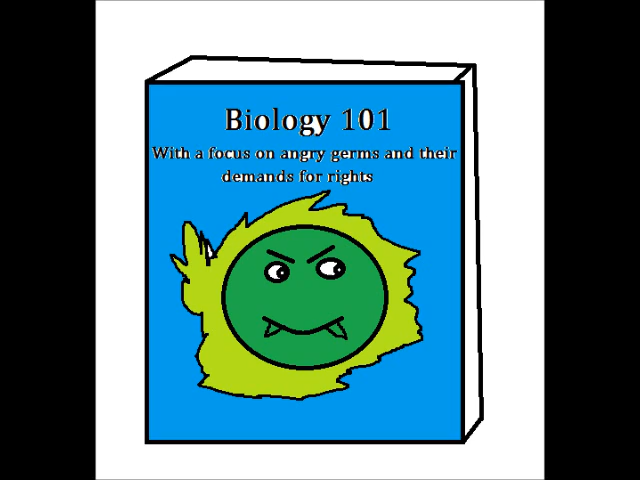 Biology 101
With a focus on angry germs and their
demands for rights